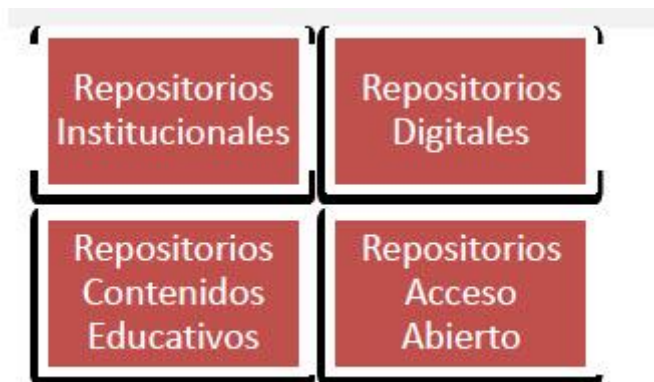 Repositorios
Institucionales
Repositorios
Digitales
Repositorios
Contenidos
Educativos
Repositorios
Acceso
Abierto